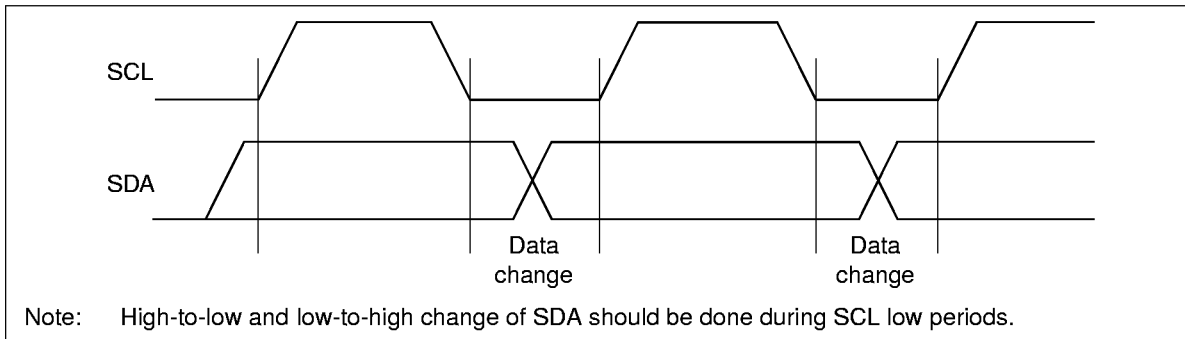 SCL
SDA
Data
change
Data
change
Note: High-to-low and low-to-high change of SDA should be done during SCL low periods.